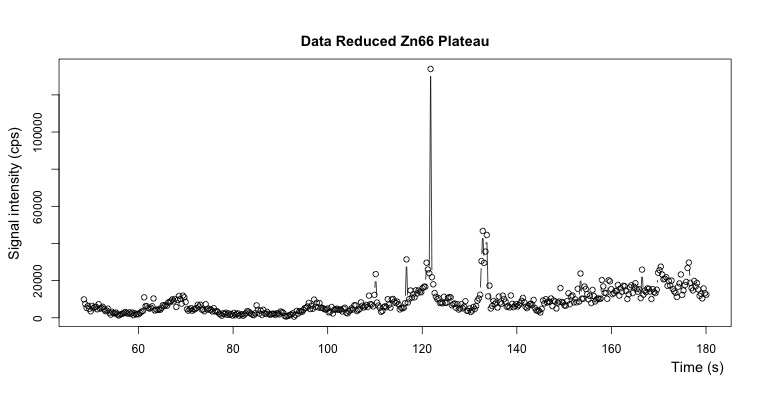 Data Reduced Zn66 Plateau
Signal intensity (cps)
100000
60000
20000
0
60 80 100 120 140 160 180
Time (s)